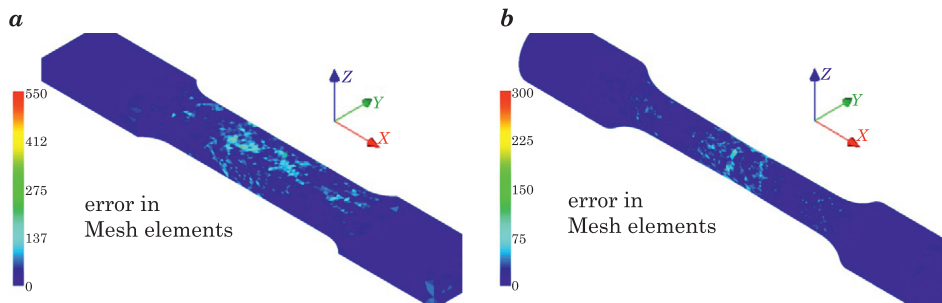 a
Z
Y
X
550
412
275
137
0
error in
Mesh elements
b
Z
Y
X
300
225
150
75
0
error in
Mesh elements